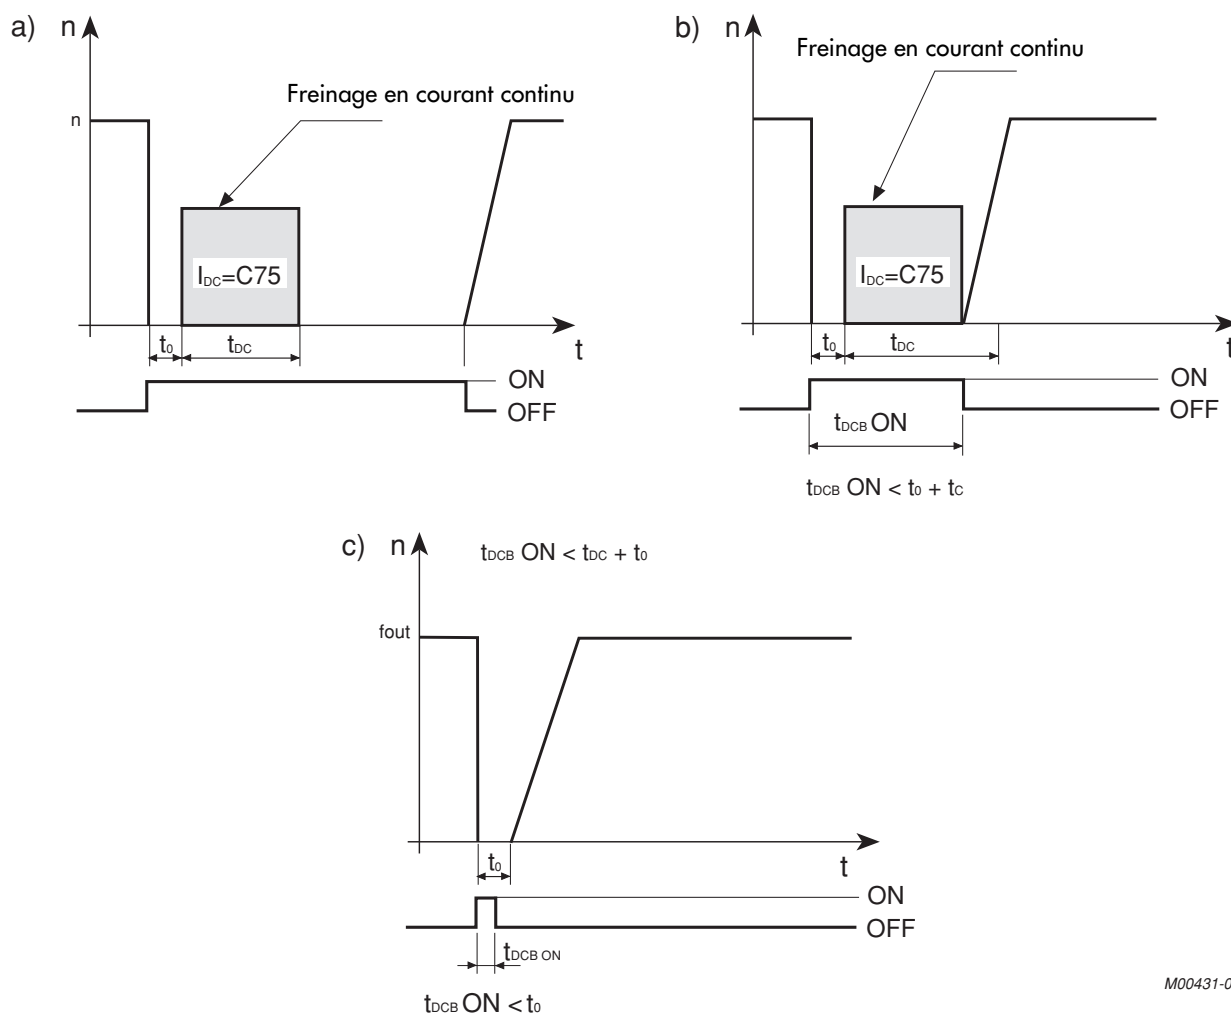 a)
n
Freinage en courant continu
n
IDC=C75
t0
tDC
t
ON
OFF
b)
n
Freinage en courant continu
IDC=C75
t0
tDC
t
ON
OFF
tDCB ON
tDCB ON < t0 + tC
c)
n
tDCB ON < tDC + t0
fout
t0
t
ON
OFF
tDCB ON
tDCB ON < t0
M00431-0